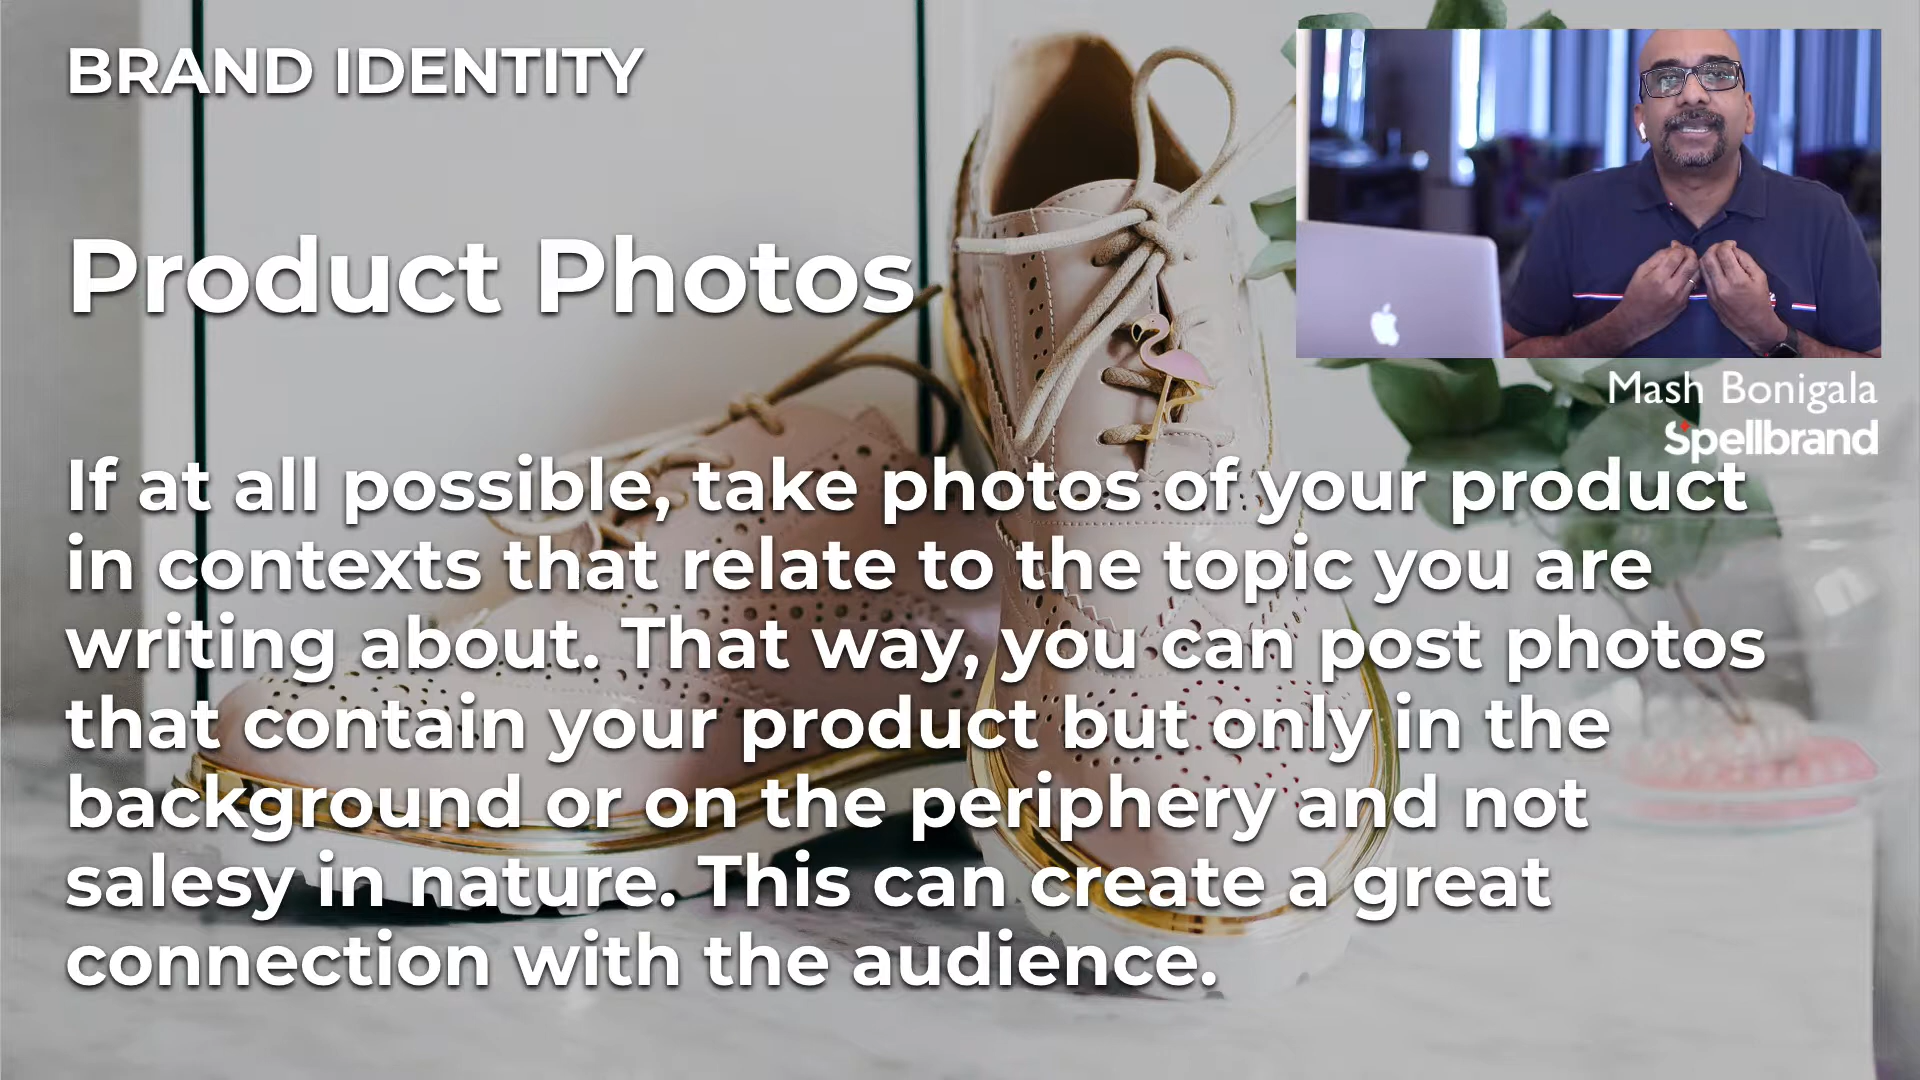 BRAND IDENTITY
Product Photos
Mash Bonigala
Spellbrand
If at all possible, take photos of your product
in contexts that relate to the topic you are
writing about. That way, you can post photos
that contain your product but only in the
background or on the periphery and not
salesy in nature. This can create a great
connection with the audience.